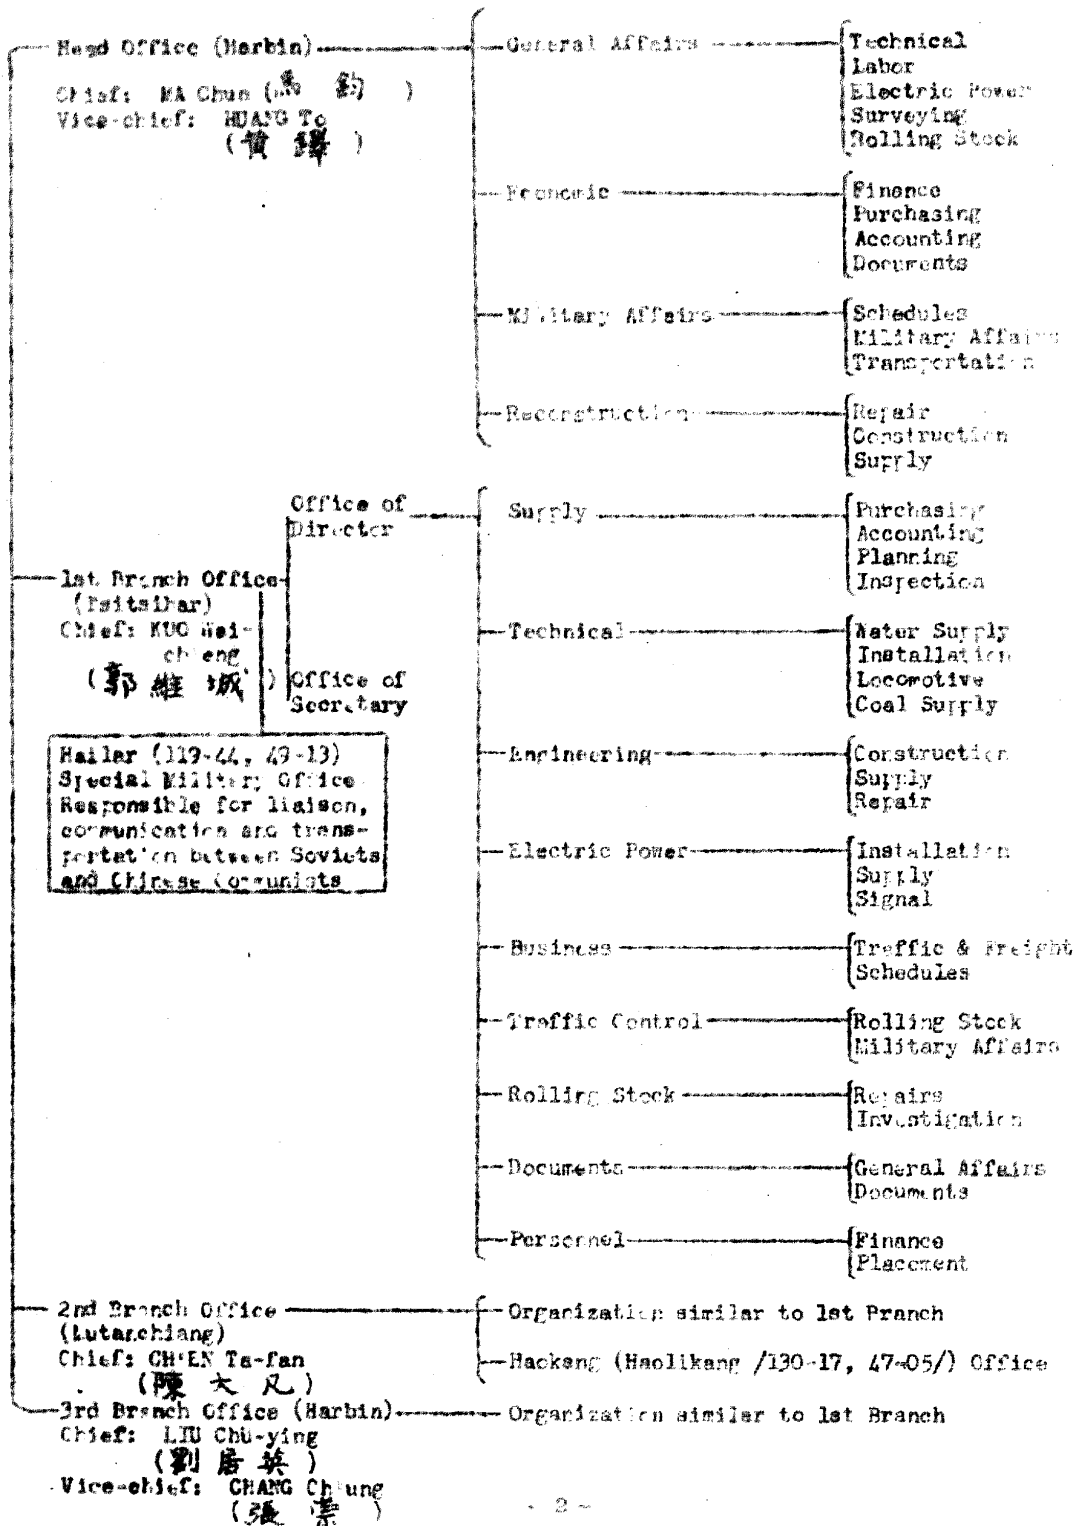 Head Office (Harbin)
Chief: MA Chun (馬 鈞)
Vice-chief: HUANG To
(黄 鐸)
General Affairs
Technical
Labor
Electric Power
Surveying
Rolling Stock
Economic
Finance
Purchasing
Accounting
Documents
Military Affairs
Schedules
Military Affairs
Transportation
Reconstruction
Repair
Construction
Supply
1st Branch Office
(Tsitsihar)
Chief: KUO Wei-
ch'eng
(郭 維 城)
Office of
Director
Office of
Secretary
Hailar (119-44, 49-13)
Special Military Office
Responsible for liaison,
communication and trans-
portation between Soviets
and Chinese Communists
Supply
Purchasing
Accounting
Planning
Inspection
Technical
Water Supply
Installation
Locomotive
Coal Supply
Engineering
Construction
Supply
Repair
Electric Power
Installation
Supply
Signal
Business
Traffic & Freight
Schedules
Traffic Control
Rolling Stock
Military Affairs
Rolling Stock
Repairs
Investigation
Documents
General Affairs
Documents
Personnel
Finance
Placement
2nd Branch Office
(Lutanchiang)
Chief: CH'EN Ta-fan
(陳 大 凡)
Organization similar to 1st Branch
Haokang (Haolikang /130-17, 47-05/) Office
3rd Branch Office (Harbin)
Chief: LIU Chü-ying
(劉 居 英)
Vice-chief: CHANG Ch'ung
(張)
Organization similar to 1st Branch
- 2 -